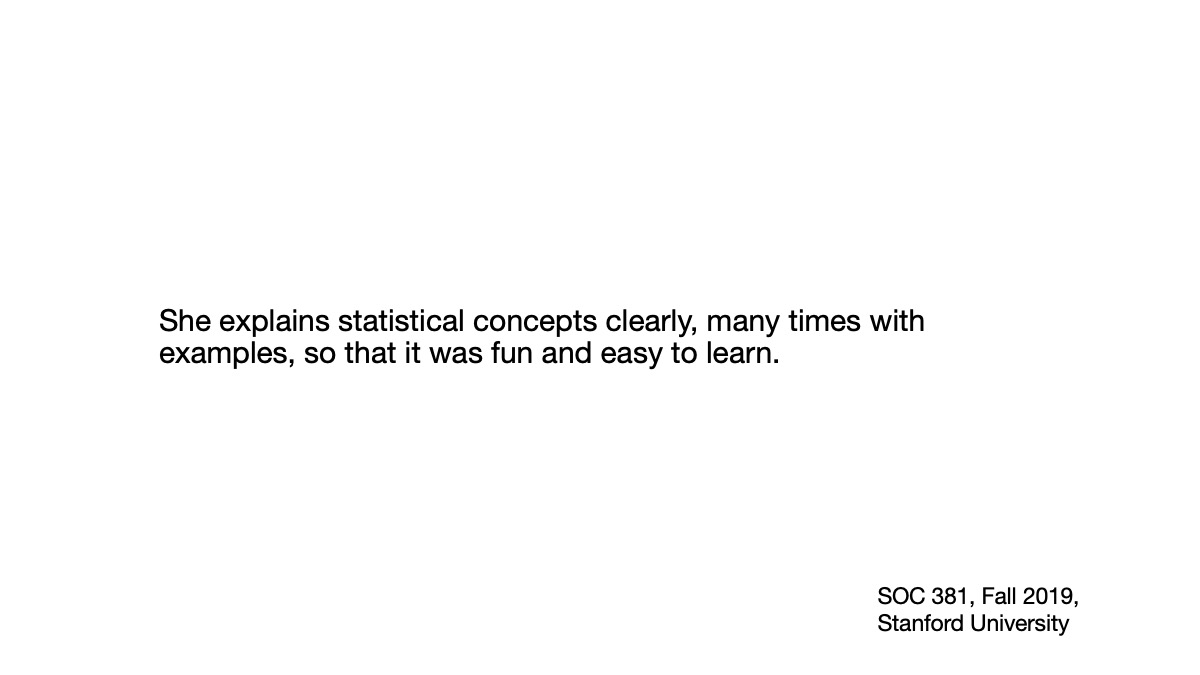 She explains statistical concepts clearly, many times with
examples, so that it was fun and easy to learn.
SOC 381, Fall 2019,
Stanford University